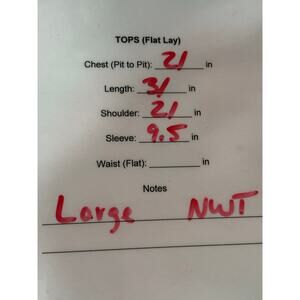 TOPS (Flat Lay)
Chest (Pit to Pit): 21 in
Length: 31 in
Shoulder: 21 in
Sleeve: 9.5 in
Waist (Flat): in
Notes
Large NWT